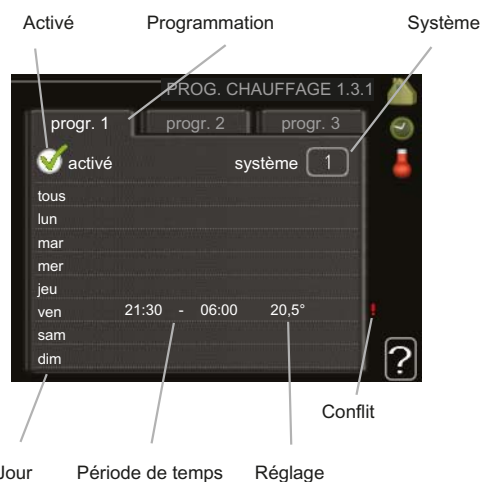 Activé Programmation Système
PROG. CHAUFFAGE 1.3.1
progr. 1 progr. 2 progr. 3
activé système 1
tous
lun
mar
mer
jeu
ven 21:30 - 06:00 20,5° !
sam
dim
?
Conflit
Jour Période de temps Réglage